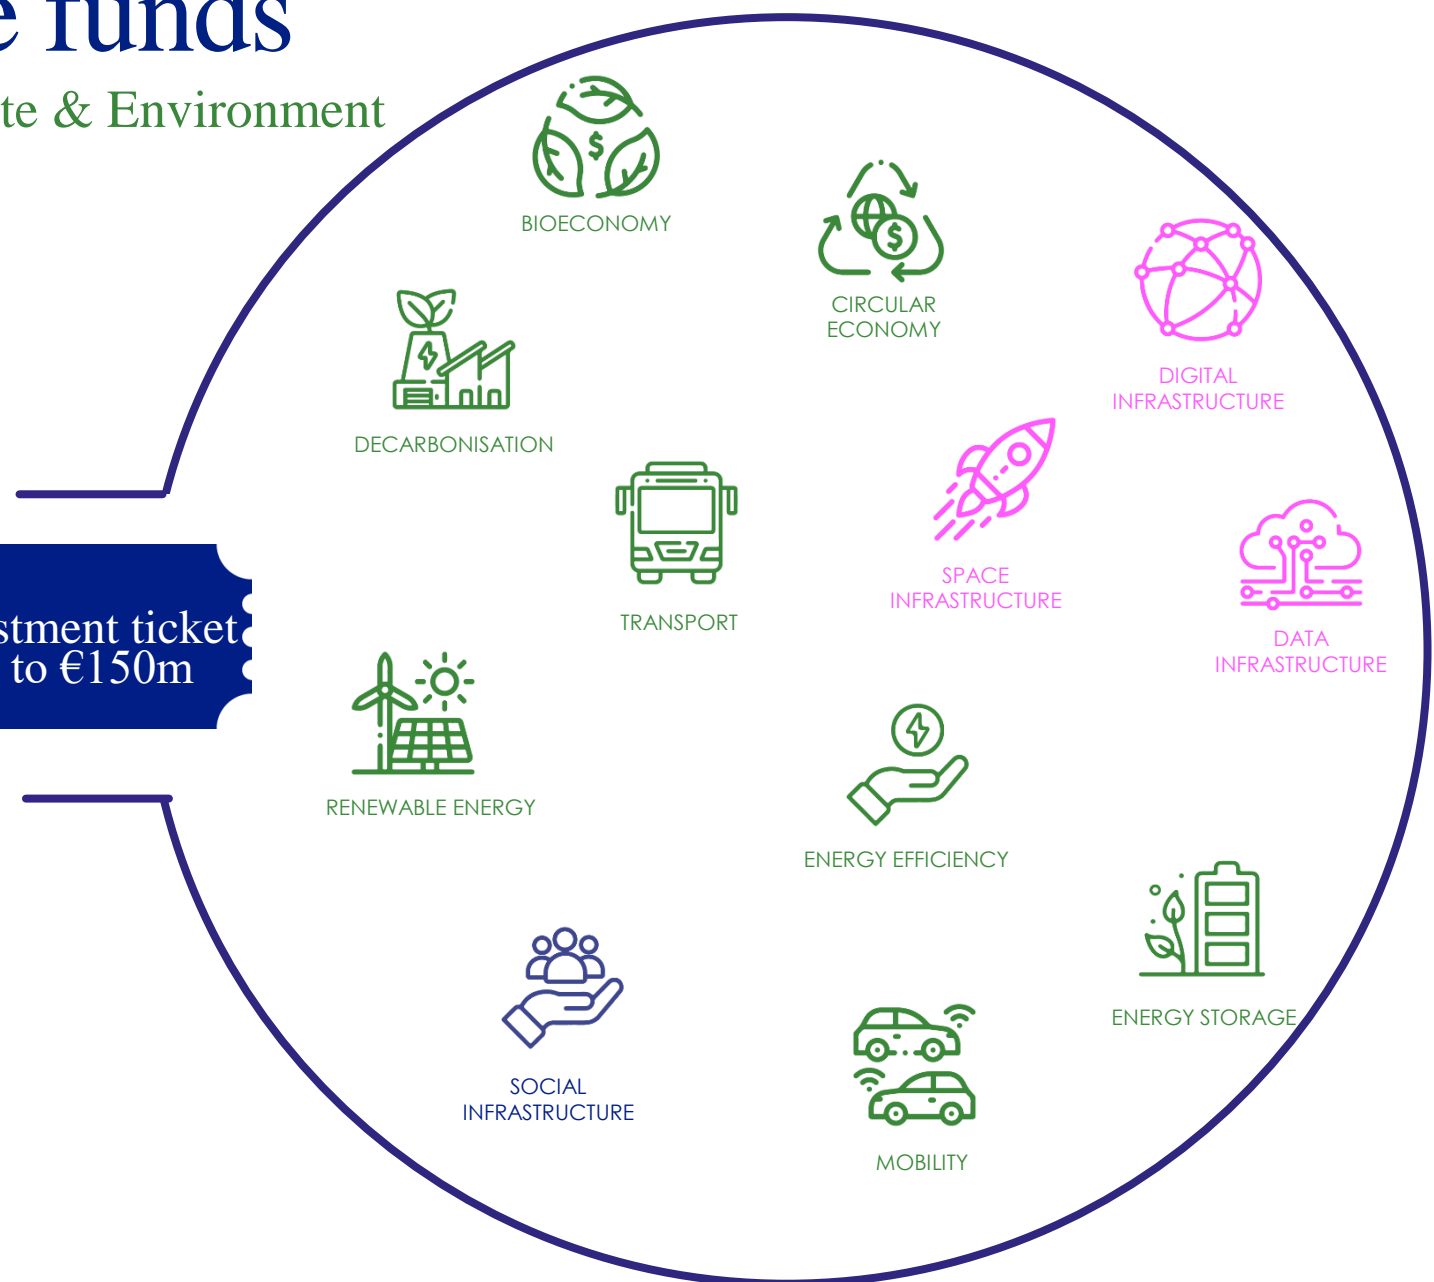 e funds
te & Environment
BIOECONOMY
CIRCULAR
ECONOMY
DIGITAL
INFRASTRUCTURE
DECARBONISATION
SPACE
INFRASTRUCTURE
TRANSPORT
DATA
INFRASTRUCTURE
stment ticket
to €150m
RENEWABLE ENERGY
ENERGY EFFICIENCY
ENERGY STORAGE
SOCIAL
INFRASTRUCTURE
MOBILITY